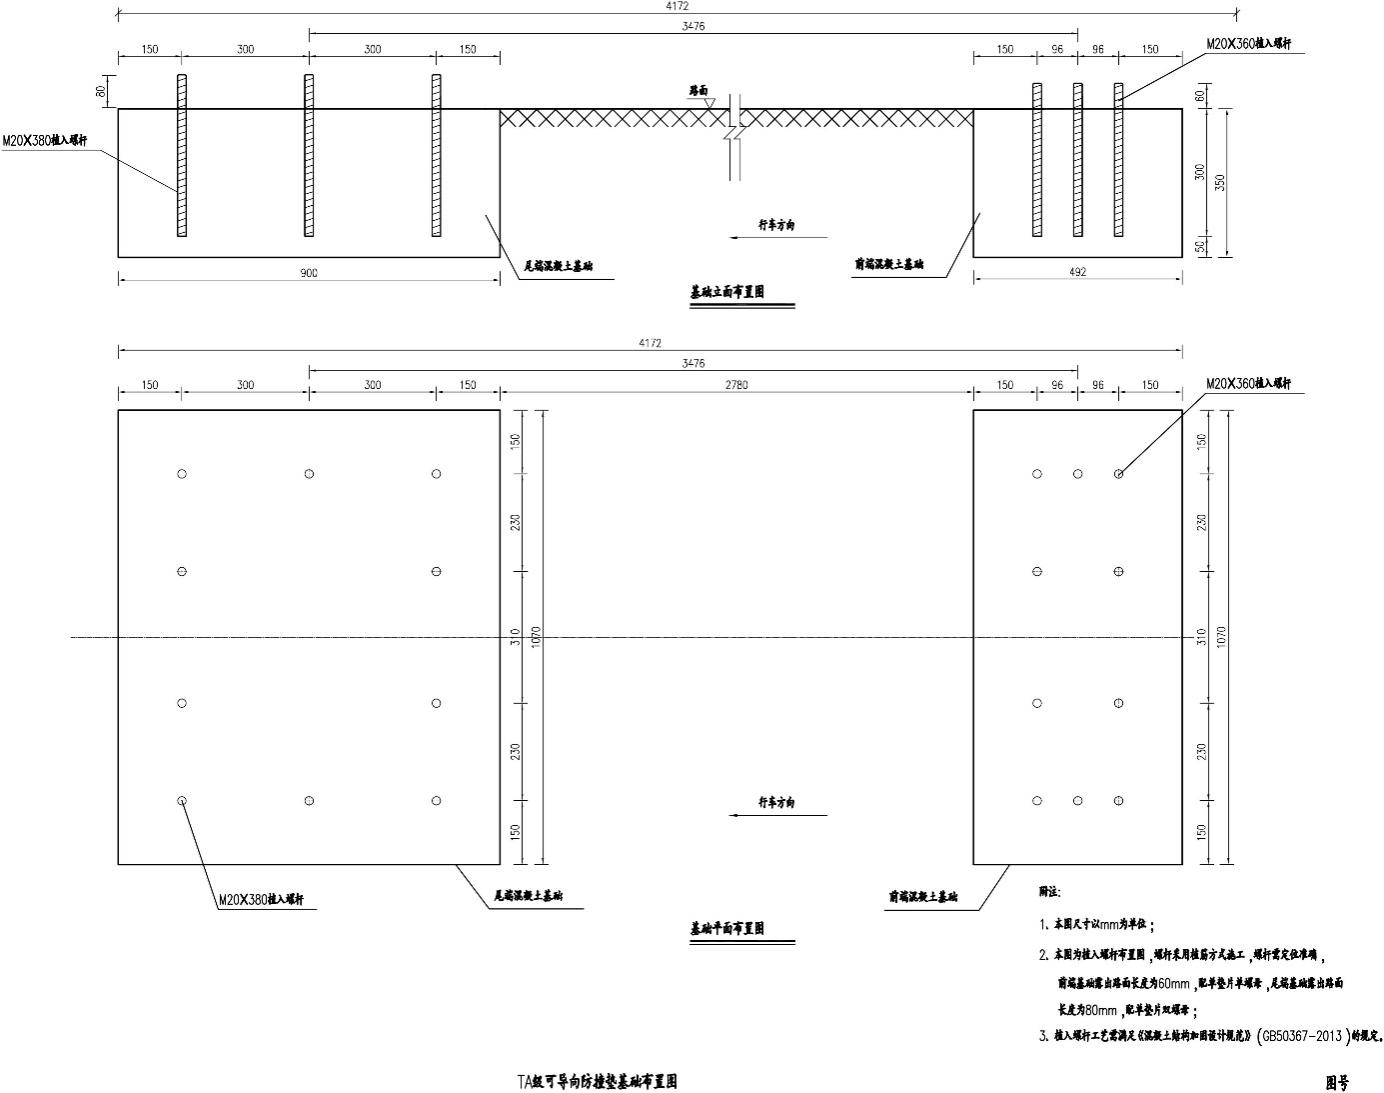 4172
3476
150 300 300 150 150 96 96 150
M20X360植入螺杆
80
路面
60
M20X380植入螺杆
300
350
行车方向
50
尾端混凝土基础
前端混凝土基础
900
492
基础立面布置图
4172
3476
150 300 300 150 2780 150 96 96 150
M20X360植入螺杆
150
150
230
230
310
1070
310
1070
230
230
行车方向
150
150
M20X380植入螺杆
尾端混凝土基础
前端混凝土基础
基础平面布置图
附注：
1、本图尺寸以mm为单位；
2、本图为植入螺杆布置图，螺杆采用植筋方式施工，螺杆需定位准确，
前端基础露出路面长度为60mm，配单垫片单螺母，尾端基础露出路面
长度为80mm，配单垫片双螺母；
3、植入螺杆工艺需满足《混凝土结构加固设计规范》(GB50367-2013)的规定。
TA级可导向防撞垫基础布置图
图号